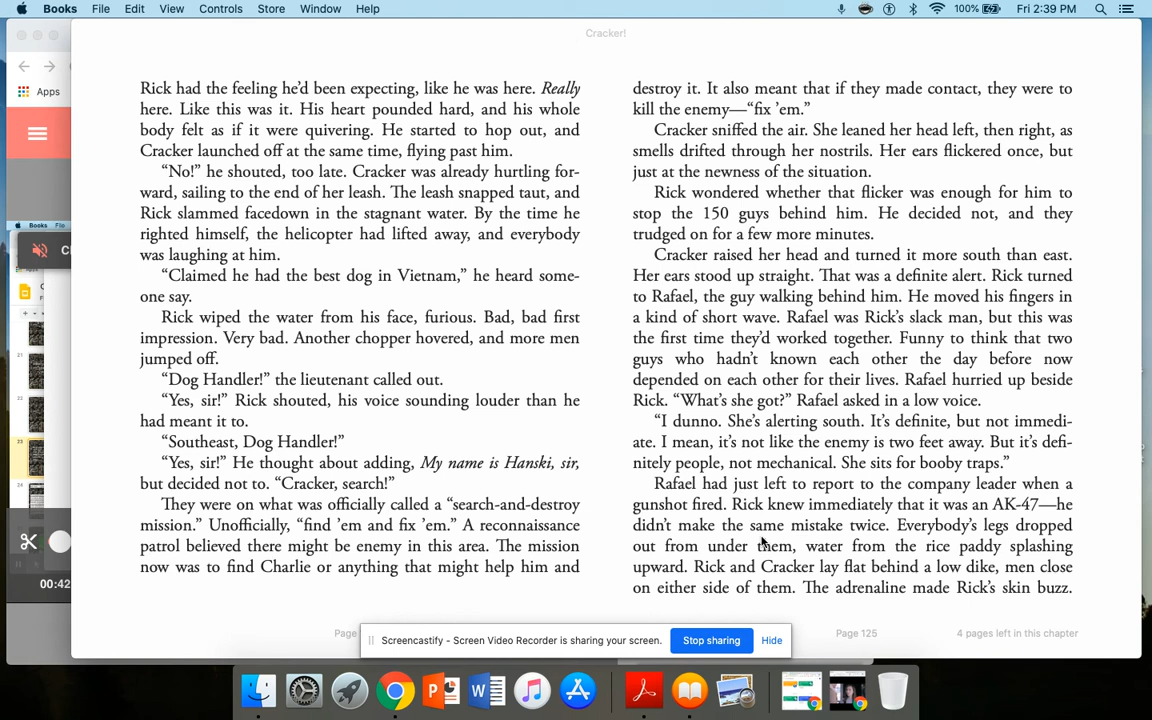 Books File Edit View Controls Store Window Help
100% Fri 2:39 PM
Cracker!
Apps
Books
00:42
Rick had the feeling he’d been expecting, like he was here. Really
here. Like this was it. His heart pounded hard, and his whole
body felt as if it were quivering. He started to hop out, and
Cracker launched off at the same time, flying past him.
“No!” he shouted, too late. Cracker was already hurtling for-
ward, sailing to the end of her leash. The leash snapped taut, and
Rick slammed facedown in the stagnant water. By the time he
righted himself, the helicopter had lifted away, and everybody
was laughing at him.
“Claimed he had the best dog in Vietnam,” he heard some-
one say.
Rick wiped the water from his face, furious. Bad, bad first
impression. Very bad. Another chopper hovered, and more men
jumped off.
“Dog Handler!” the lieutenant called out.
“Yes, sir!” Rick shouted, his voice sounding louder than he
had meant it to.
“Southeast, Dog Handler!”
“Yes, sir!” He thought about adding, My name is Hanski, sir,
but decided not to. “Cracker, search!”
They were on what was officially called a “search-and-destroy
mission.” Unofficially, “find ’em and fix ’em.” A reconnaissance
patrol believed there might be enemy in this area. The mission
now was to find Charlie or anything that might help him and
destroy it. It also meant that if they made contact, they were to
kill the enemy—“fix ’em.”
Cracker sniffed the air. She leaned her head left, then right, as
smells drifted through her nostrils. Her ears flickered once, but
just at the newness of the situation.
Rick wondered whether that flicker was enough for him to
stop the 150 guys behind him. He decided not, and they
trudged on for a few more minutes.
Cracker raised her head and turned it more south than east.
Her ears stood up straight. That was a definite alert. Rick turned
to Rafael, the guy walking behind him. He moved his fingers in
a kind of short wave. Rafael was Rick’s slack man, but this was
the first time they’d worked together. Funny to think that two
guys who hadn’t known each other the day before now
depended on each other for their lives. Rafael hurried up beside
Rick. “What’s she got?” Rafael asked in a low voice.
“I dunno. She’s alerting south. It’s definite, but not immedi-
ate. I mean, it’s not like the enemy is two feet away. But it’s defi-
nitely people, not mechanical. She sits for booby traps.”
Rafael had just left to report to the company leader when a
gunshot fired. Rick knew immediately that it was an AK-47—he
didn’t make the same mistake twice. Everybody’s legs dropped
out from under them, water from the rice paddy splashing
upward. Rick and Cracker lay flat behind a low dike, men close
on either side of them. The adrenaline made Rick’s skin buzz.
Page
Page 125
4 pages left in this chapter
Screencastify - Screen Video Recorder is sharing your screen. Stop sharing Hide